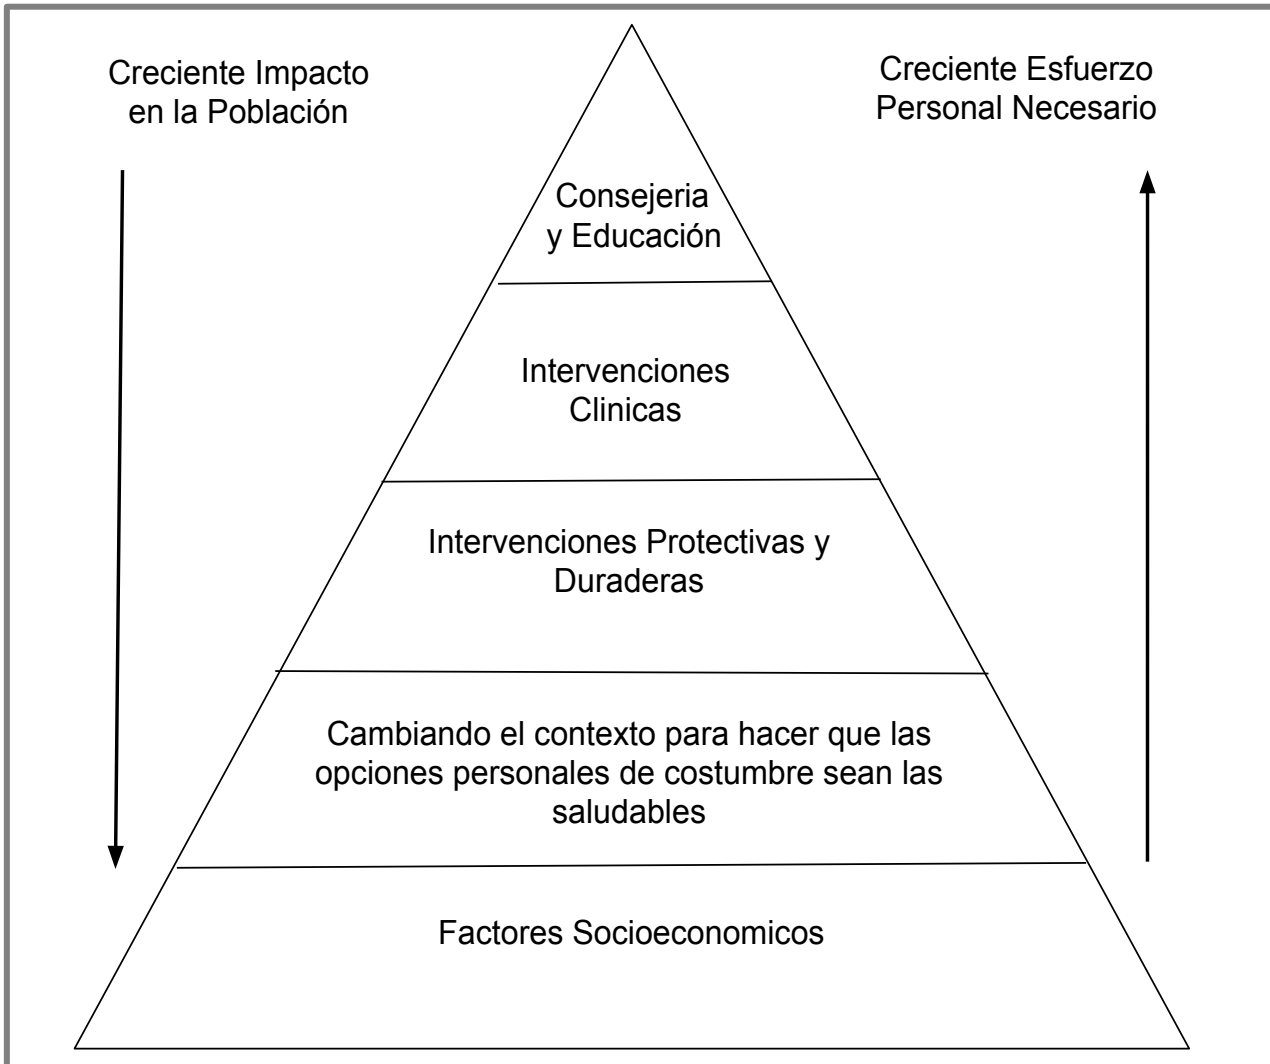 Creciente Impacto
en la Población
Creciente Esfuerzo
Personal Necesario
Consejeria
y Educación
Intervenciones
Clinicas
Intervenciones Protectivas y
Duraderas
Cambiando el contexto para hacer que las
opciones personales de costumbre sean las
saludables
Factores Socioeconomicos